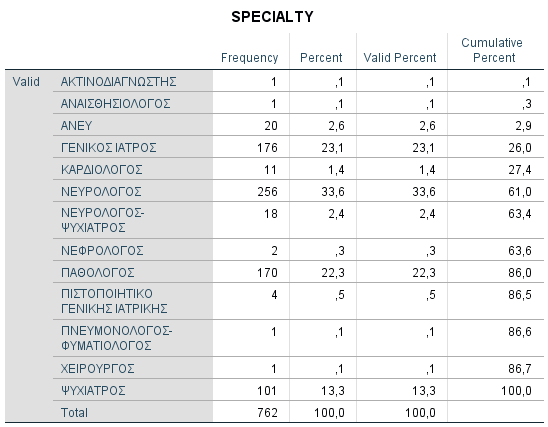 SPECIALTY
Frequency Percent Valid Percent Cumulative Percent
Valid ΑΚΤΙΝΟΔΙΑΓΝΩΣΤΗΣ 1 ,1 ,1 ,1
ΑΝΑΙΣΘΗΣΙΟΛΟΓΟΣ 1 ,1 ,1 ,3
ΑΝΕΥ 20 2,6 2,6 2,9
ΓΕΝΙΚΟΣ ΙΑΤΡΟΣ 176 23,1 23,1 26,0
ΚΑΡΔΙΟΛΟΓΟΣ 11 1,4 1,4 27,4
ΝΕΥΡΟΛΟΓΟΣ 256 33,6 33,6 61,0
ΝΕΥΡΟΛΟΓΟΣ- 18 2,4 2,4 63,4
ΨΥΧΙΑΤΡΟΣ
ΝΕΦΡΟΛΟΓΟΣ 2 ,3 ,3 63,6
ΠΑΘΟΛΟΓΟΣ 170 22,3 22,3 86,0
ΠΙΣΤΟΠΟΙΗΤΙΚΟ 4 ,5 ,5 86,5
ΓΕΝΙΚΗΣ ΙΑΤΡΙΚΗΣ
ΠΝΕΥΜΟΝΟΛΟΓΟΣ- 1 ,1 ,1 86,6
ΦΥΜΑΤΙΟΛΟΓΟΣ
ΧΕΙΡΟΥΡΓΟΣ 1 ,1 ,1 86,7
ΨΥΧΙΑΤΡΟΣ 101 13,3 13,3 100,0
Total 762 100,0 100,0